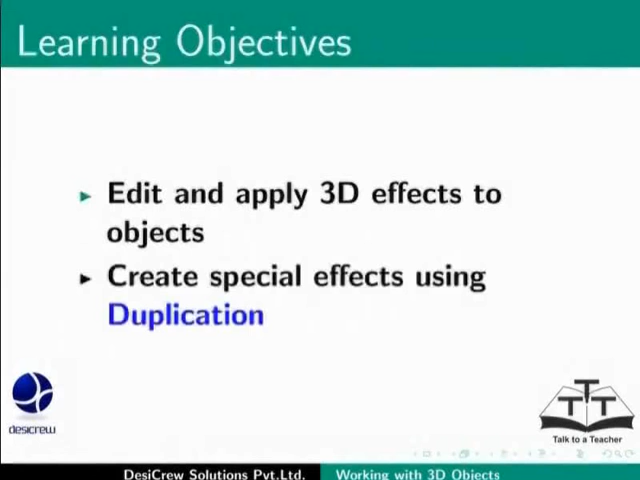 Learning Objectives
Edit and apply 3D effects to
objects
Create special effects using
Duplication
desicrew
T T T
Talk to a Teacher
DesiCrew Solutions Pvt.Ltd. Working with 3D Objects